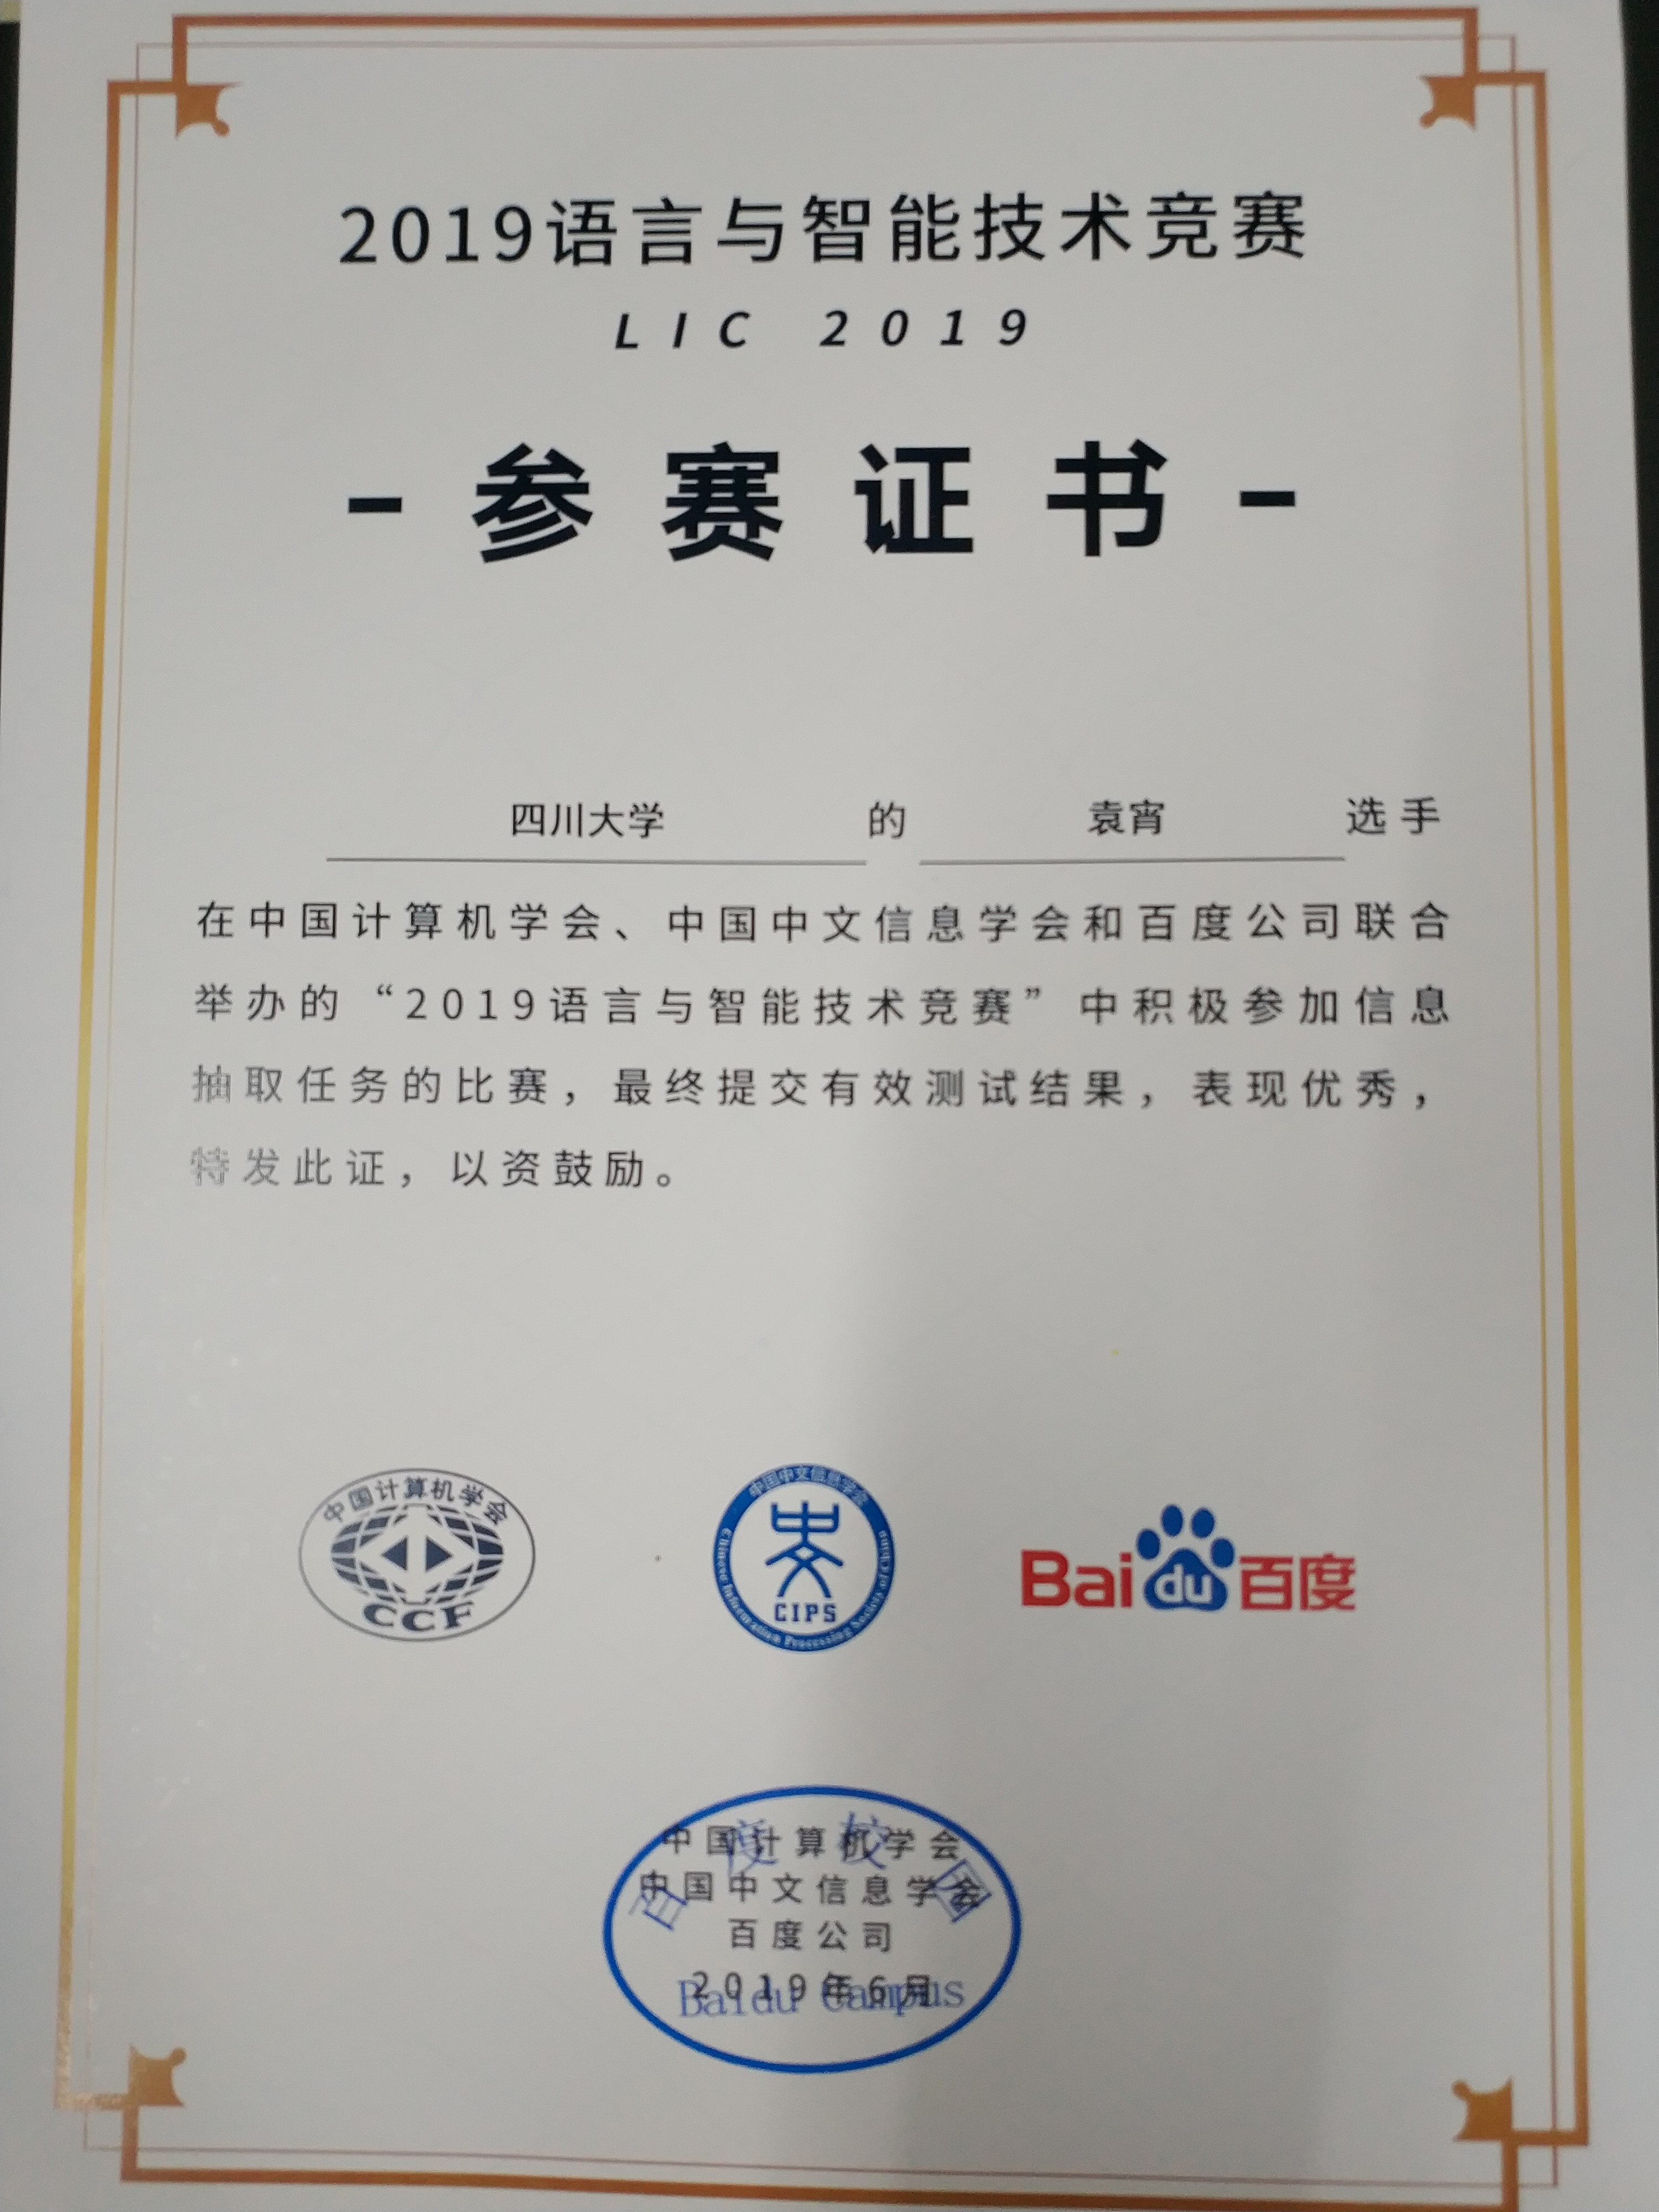 2019语言与智能技术竞赛
LIC 2019
- 参赛证书 -
四川大学 的 袁宵 选手
在中国计算机学会、中国中文信息学会和百度公司联合
举办的“2019语言与智能技术竞赛”中积极参加信息
抽取任务的比赛，最终提交有效测试结果，表现优秀，
特发此证，以资鼓励。
中国计算机学会
CCF
中国中文信息学会
CIPS
Chinese Information Processing Society of China
Bai du 百度
百度校园
中国计算机学会
中国中文信息学会
百度公司
2019年6月
Baidu Campus